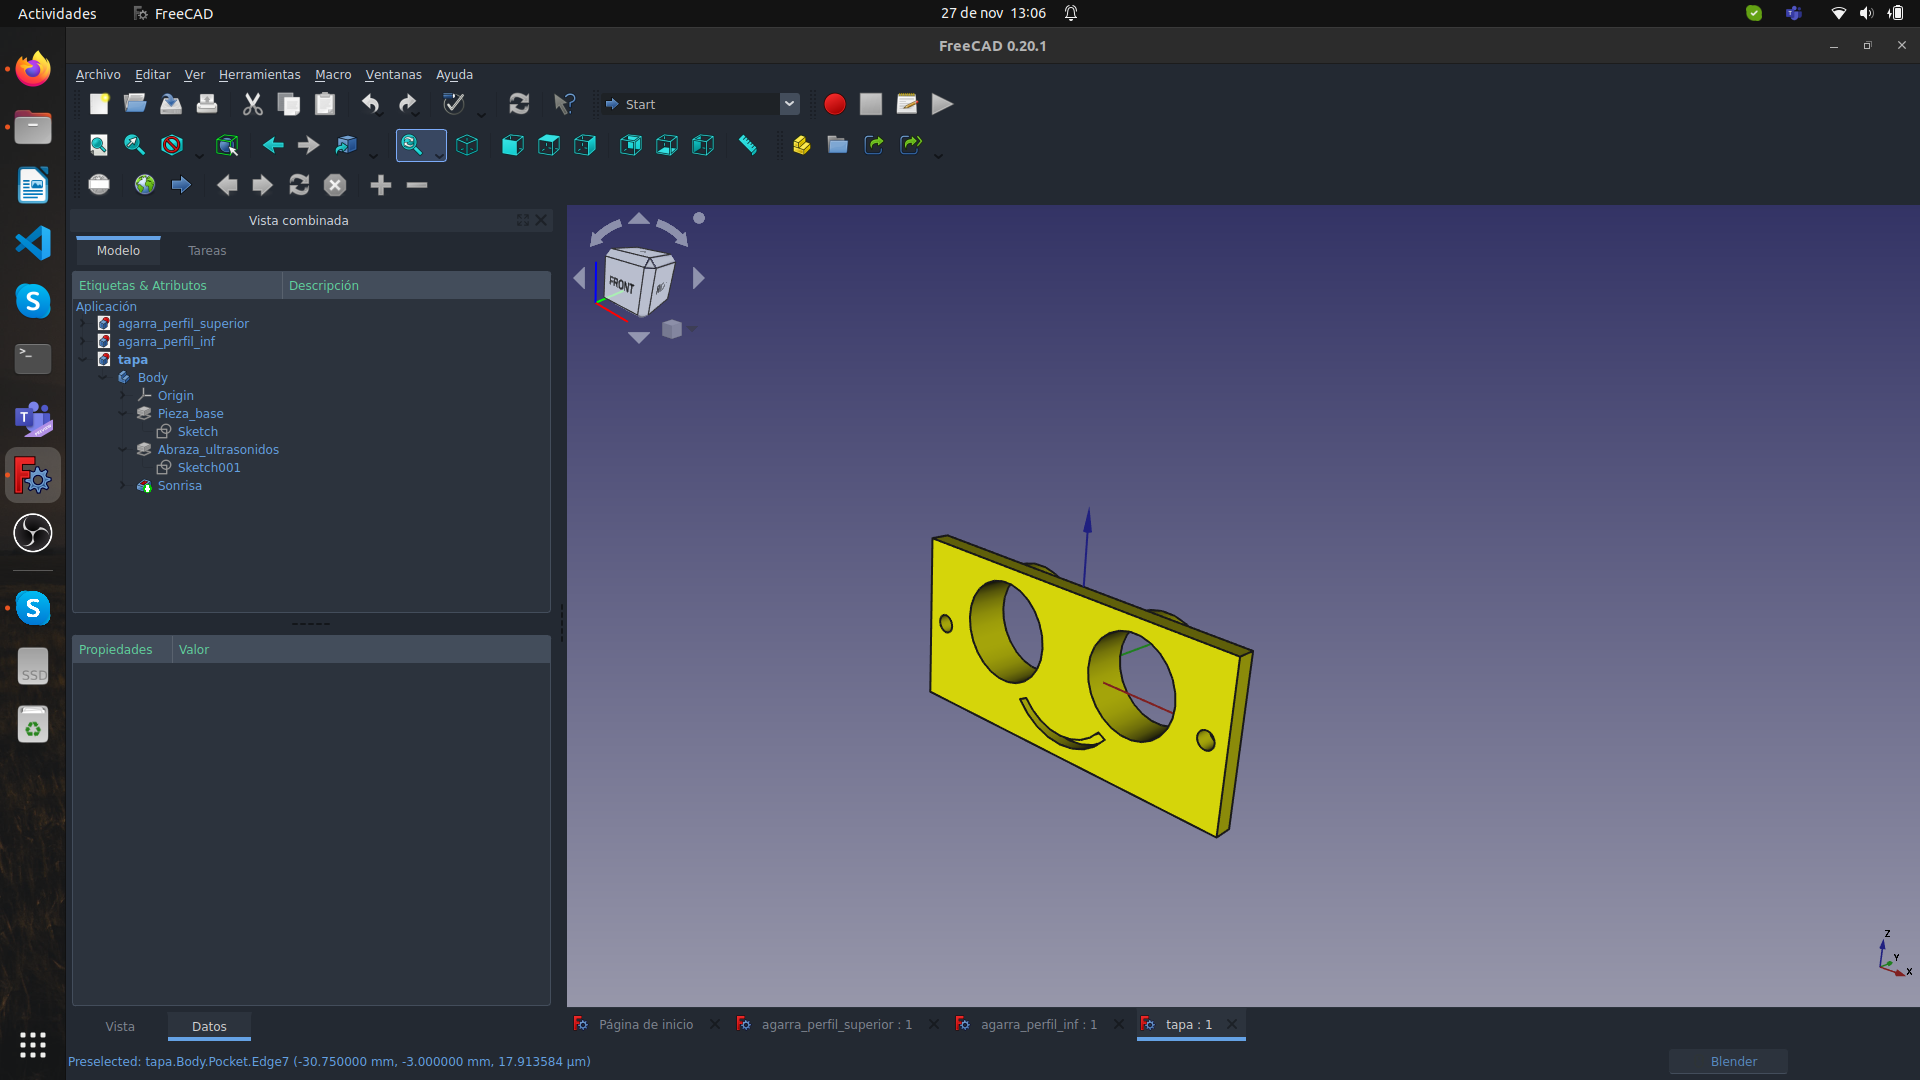 Actividades
FreeCAD
27 de nov 13:06
FreeCAD 0.20.1
Archivo Editar Ver Herramientas Macro Ventanas Ayuda
Start
Vista combinada
Modelo
Tareas
Etiquetas & Atributos
Descripción
Aplicación
agarra_perfil_superior
agarra_perfil_inf
tapa
Body
Origin
Pieza_base
Sketch
Abraza_ultrasonidos
Sketch001
Sonrisa
FRONT
Z
Y
X
SSD
Propiedades
Valor
Vista
Datos
Página de inicio
agarra_perfil_superior : 1
agarra_perfil_inf : 1
tapa : 1
Preselected: tapa.Body.Pocket.Edge7 (-30.750000 mm, -3.000000 mm, 17.913584 µm)
Blender